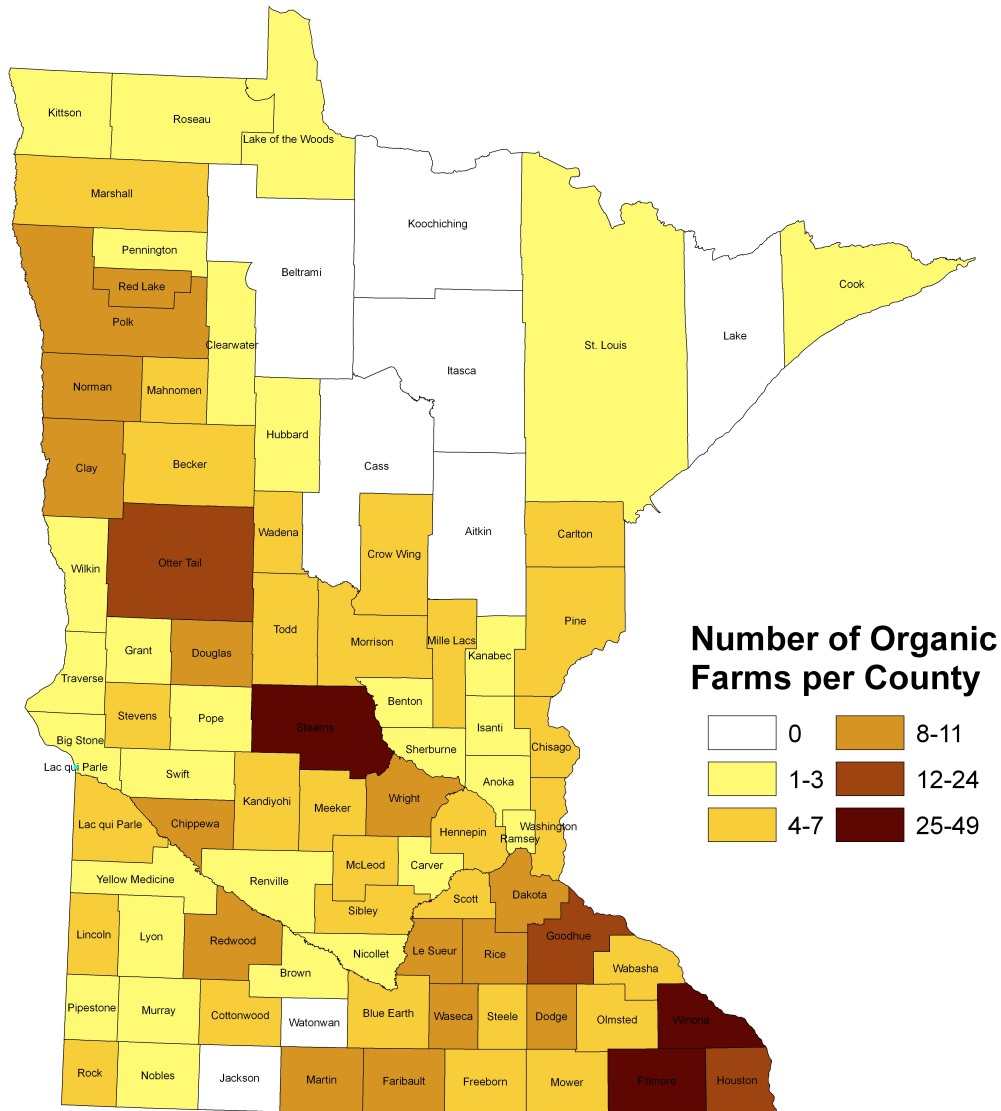 Kittson
Roseau
Lake of the Woods
Marshall
Koochiching
Pennington
Beltrami
Red Lake
Cook
Polk
Lake
Clearwater
St. Louis
Itasca
Norman
Mahnomen
Hubbard
Clay
Becker
Cass
Wadena
Aitkin
Carlton
Crow Wing
Otter Tail
Wilkin
Pine
Todd
Morrison
Mille Lacs
Number of Organic
Farms per County
Grant
Douglas
Kanabec
Traverse
Benton
Stevens
Pope
Stearns
Isanti
0
8-11
Big Stone
Sherburne
Chisago
Lac qui Parle
Swift
Anoka
1-3
12-24
Kandiyohi
Meeker
Wright
Lac qui Parle
Chippewa
Hennepin
Washington
4-7
25-49
Ramsey
McLeod
Carver
Yellow Medicine
Renville
Dakota
Scott
Sibley
Lincoln
Lyon
Redwood
Goodhue
Nicollet
Le Sueur
Rice
Wabasha
Brown
Pipestone
Murray
Cottonwood
Watonwan
Blue Earth
Waseca
Steele
Dodge
Olmsted
Winona
Rock
Nobles
Jackson
Martin
Faribault
Freeborn
Mower
Fillmore
Houston